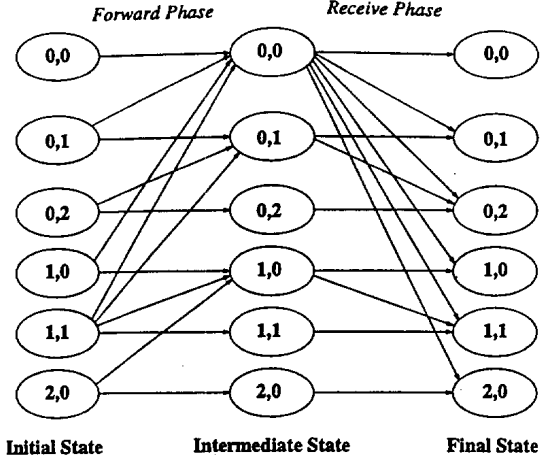 Forward Phase Receive Phase
0,0 0,0 0,0
0,1 0,1 0,1
0,2 0,2 0,2
1,0 1,0 1,0
1,1 1,1 1,1
2,0 2,0 2,0
Initial State Intermediate State Final State